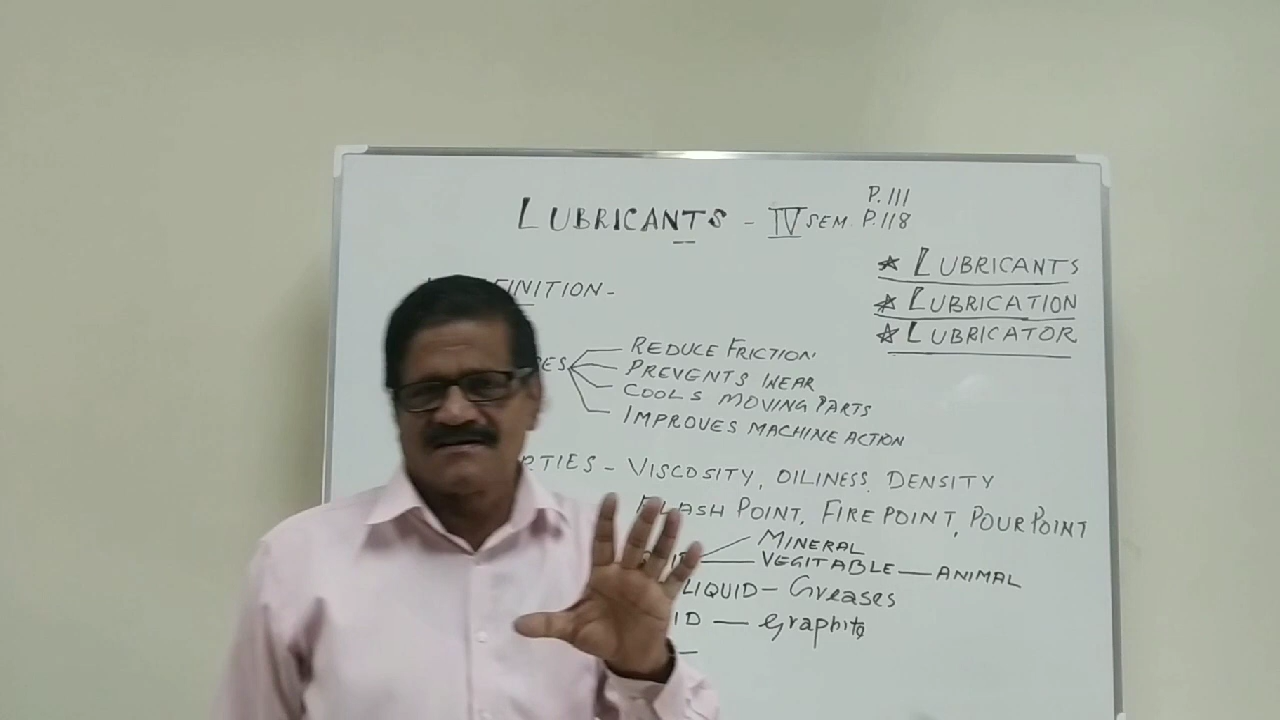 P.111
LUBRICANTS - IV SEM P.118
★ LUBRICANTS
★ LUBRICATION
★ LUBRICATOR
FINITION -
REDUCE FRICTION
PREVENTS WEAR
COOLS MOVING PARTS
IMPROVES MACHINE ACTION
RTIES - VISCOSITY, OILINESS, DENSITY
FLASH POINT, FIRE POINT, POUR POINT
MINERAL
VEGITABLE — ANIMAL
LIQUID - Greases
ID — Graphite